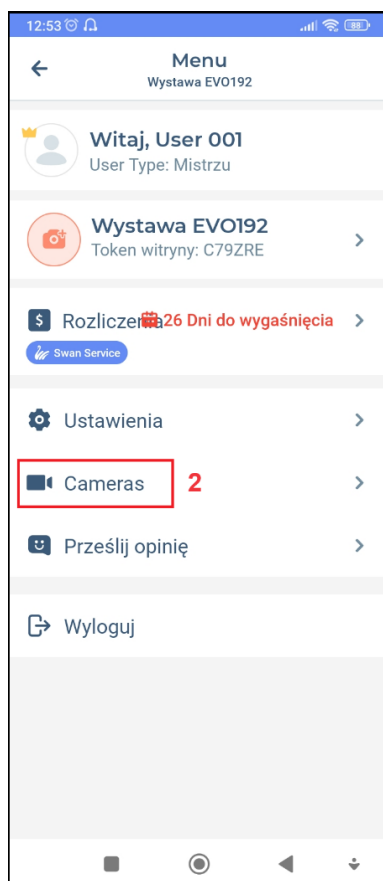 12:53 88
Menu
Wystawa EVO192
Witaj, User 001
User Type: Mistrzu
Wystawa EVO192
Token witryny: C79ZRE
$ Rozliczenia 26 Dni do wygaśnięcia
Swan Service
Ustawienia
Cameras 2
Prześlij opinię
Wyloguj